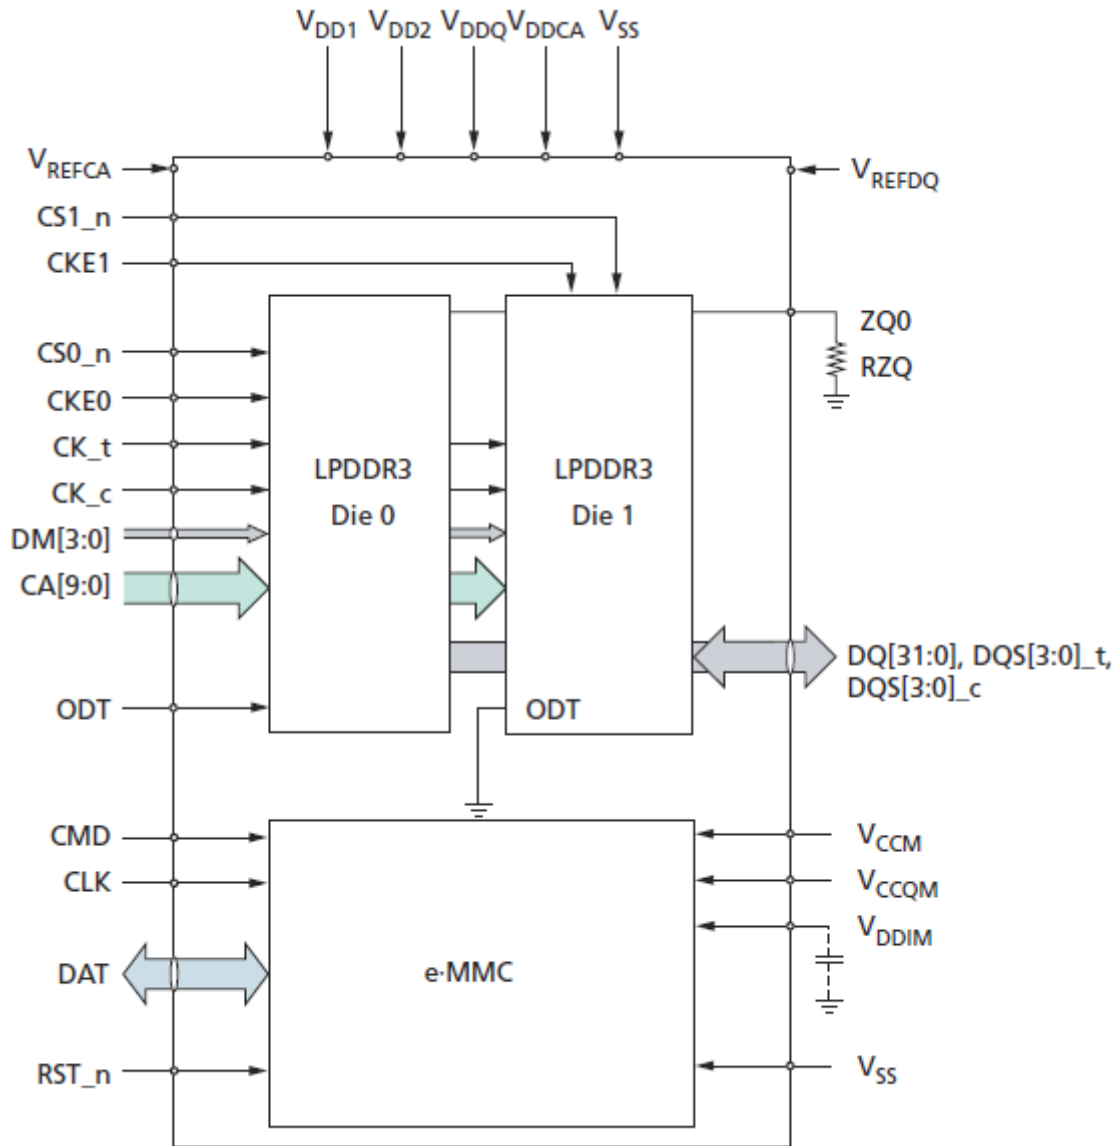 VDD1 VDD2 VDDQ VDDCA VSS
VREFCA
VREFDQ
CS1_n
CKE1
ZQ0
RZQ
CS0_n
CKE0
CK_t
CK_c
DM[3:0]
CA[9:0]
LPDDR3
Die 0
LPDDR3
Die 1
DQ[31:0], DQS[3:0]_t,
DQS[3:0]_c
ODT
ODT
CMD
CLK
DAT
RST_n
e·MMC
VCCM
VCCQM
VDDIM
VSS